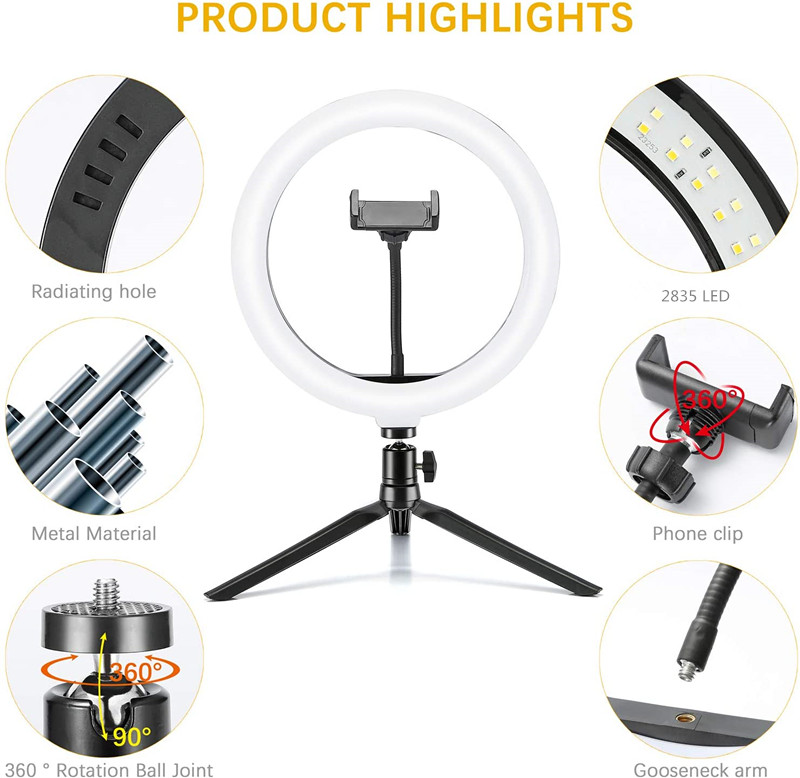 PRODUCT HIGHLIGHTS
Radiating hole
23253
2835 LED
Metal Material
360°
Phone clip
360°
90°
360 ° Rotation Ball Joint
Gooseneck arm